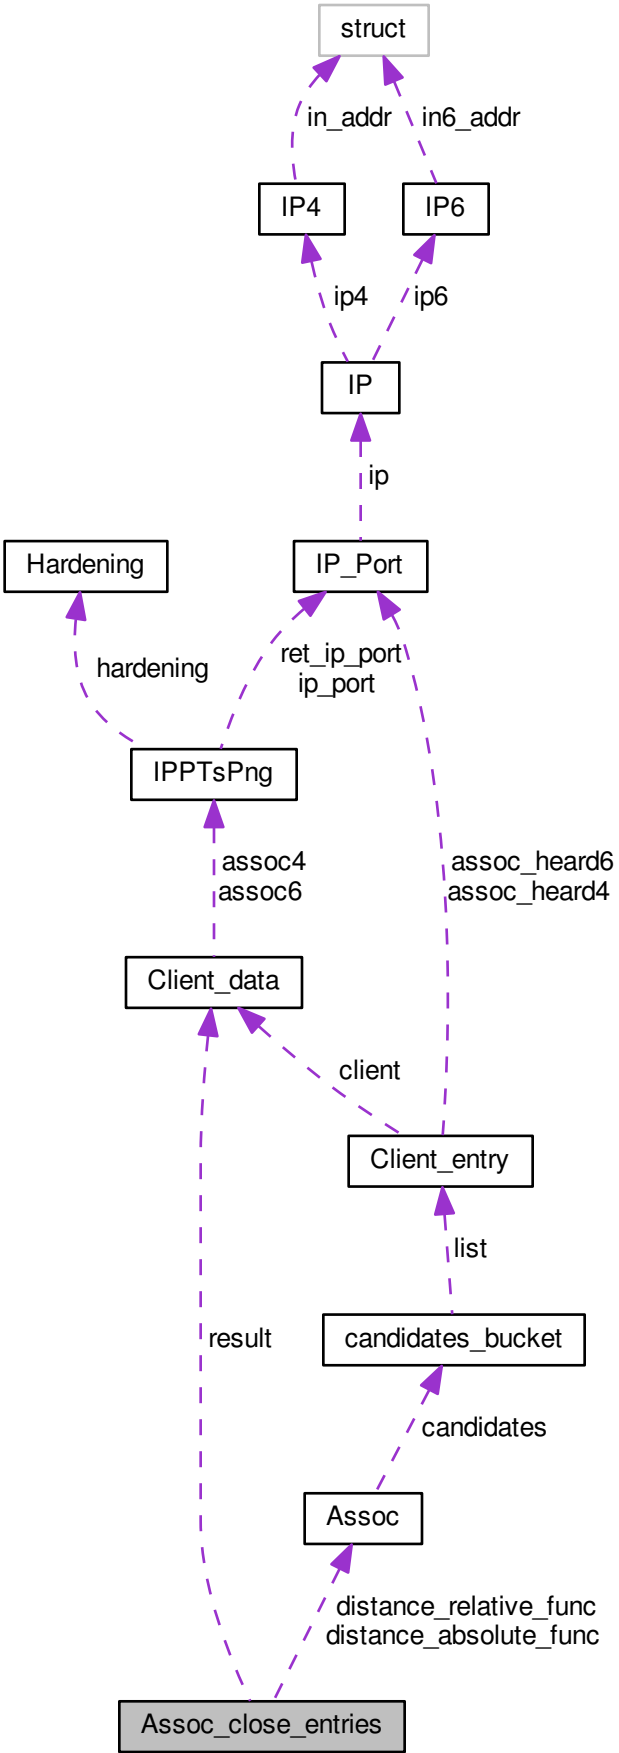 struct
in_addr
in6_addr
IP4
IP6
ip4
ip6
IP
ip
Hardening
IP_Port
hardening
ret_ip_port
ip_port
IPPTsPng
assoc4
assoc6
assoc_heard6
assoc_heard4
Client_data
client
Client_entry
list
result
candidates_bucket
candidates
Assoc
distance_relative_func
distance_absolute_func
Assoc_close_entries